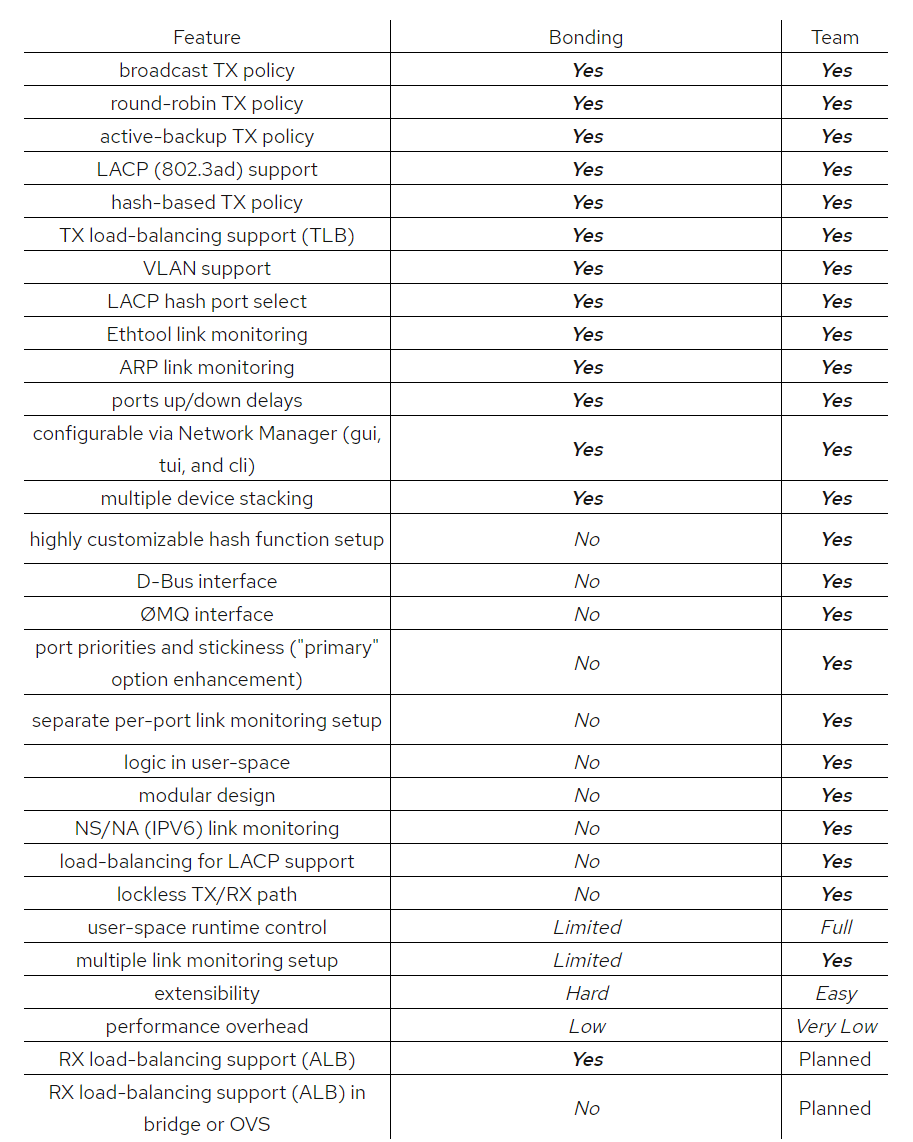 Feature Bonding Team
broadcast TX policy Yes Yes
round-robin TX policy Yes Yes
active-backup TX policy Yes Yes
LACP (802.3ad) support Yes Yes
hash-based TX policy Yes Yes
TX load-balancing support (TLB) Yes Yes
VLAN support Yes Yes
LACP hash port select Yes Yes
Ethtool link monitoring Yes Yes
ARP link monitoring Yes Yes
ports up/down delays Yes Yes
configurable via Network Manager (gui,
tui, and cli) Yes Yes
multiple device stacking Yes Yes
highly customizable hash function setup No Yes
D-Bus interface No Yes
ØMQ interface No Yes
port priorities and stickiness ("primary"
option enhancement) No Yes
separate per-port link monitoring setup No Yes
logic in user-space No Yes
modular design No Yes
NS/NA (IPV6) link monitoring No Yes
load-balancing for LACP support No Yes
lockless TX/RX path No Yes
user-space runtime control Limited Full
multiple link monitoring setup Limited Yes
extensibility Hard Easy
performance overhead Low Very Low
RX load-balancing support (ALB) Yes Planned
RX load-balancing support (ALB) in
bridge or OVS No Planned